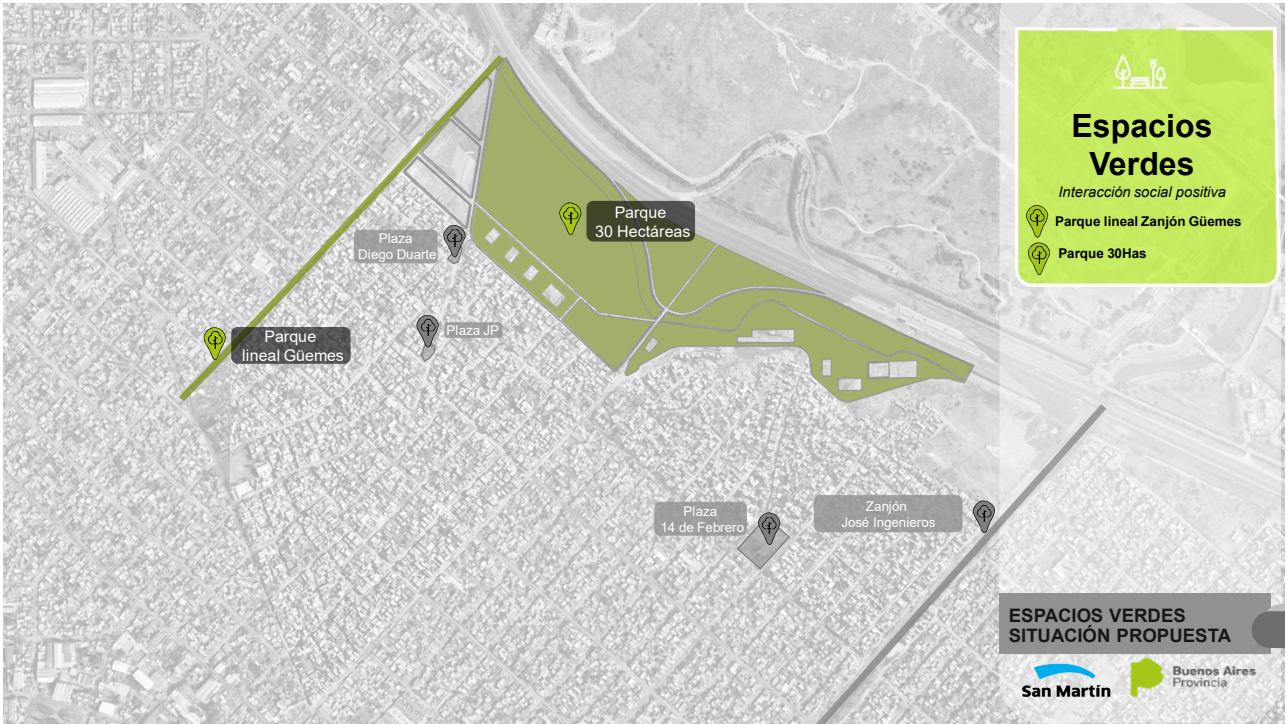 Espacios
Verdes
Interacción social positiva
Parque lineal Zanjón Güemes
Parque 30Has
Parque
30 Hectáreas
Plaza
Diego Duarte
Plaza JP
Parque
lineal Güemes
Plaza
14 de Febrero
Zanjón
José Ingenieros
ESPACIOS VERDES
SITUACIÓN PROPUESTA
San Martín
Buenos Aires
Provincia